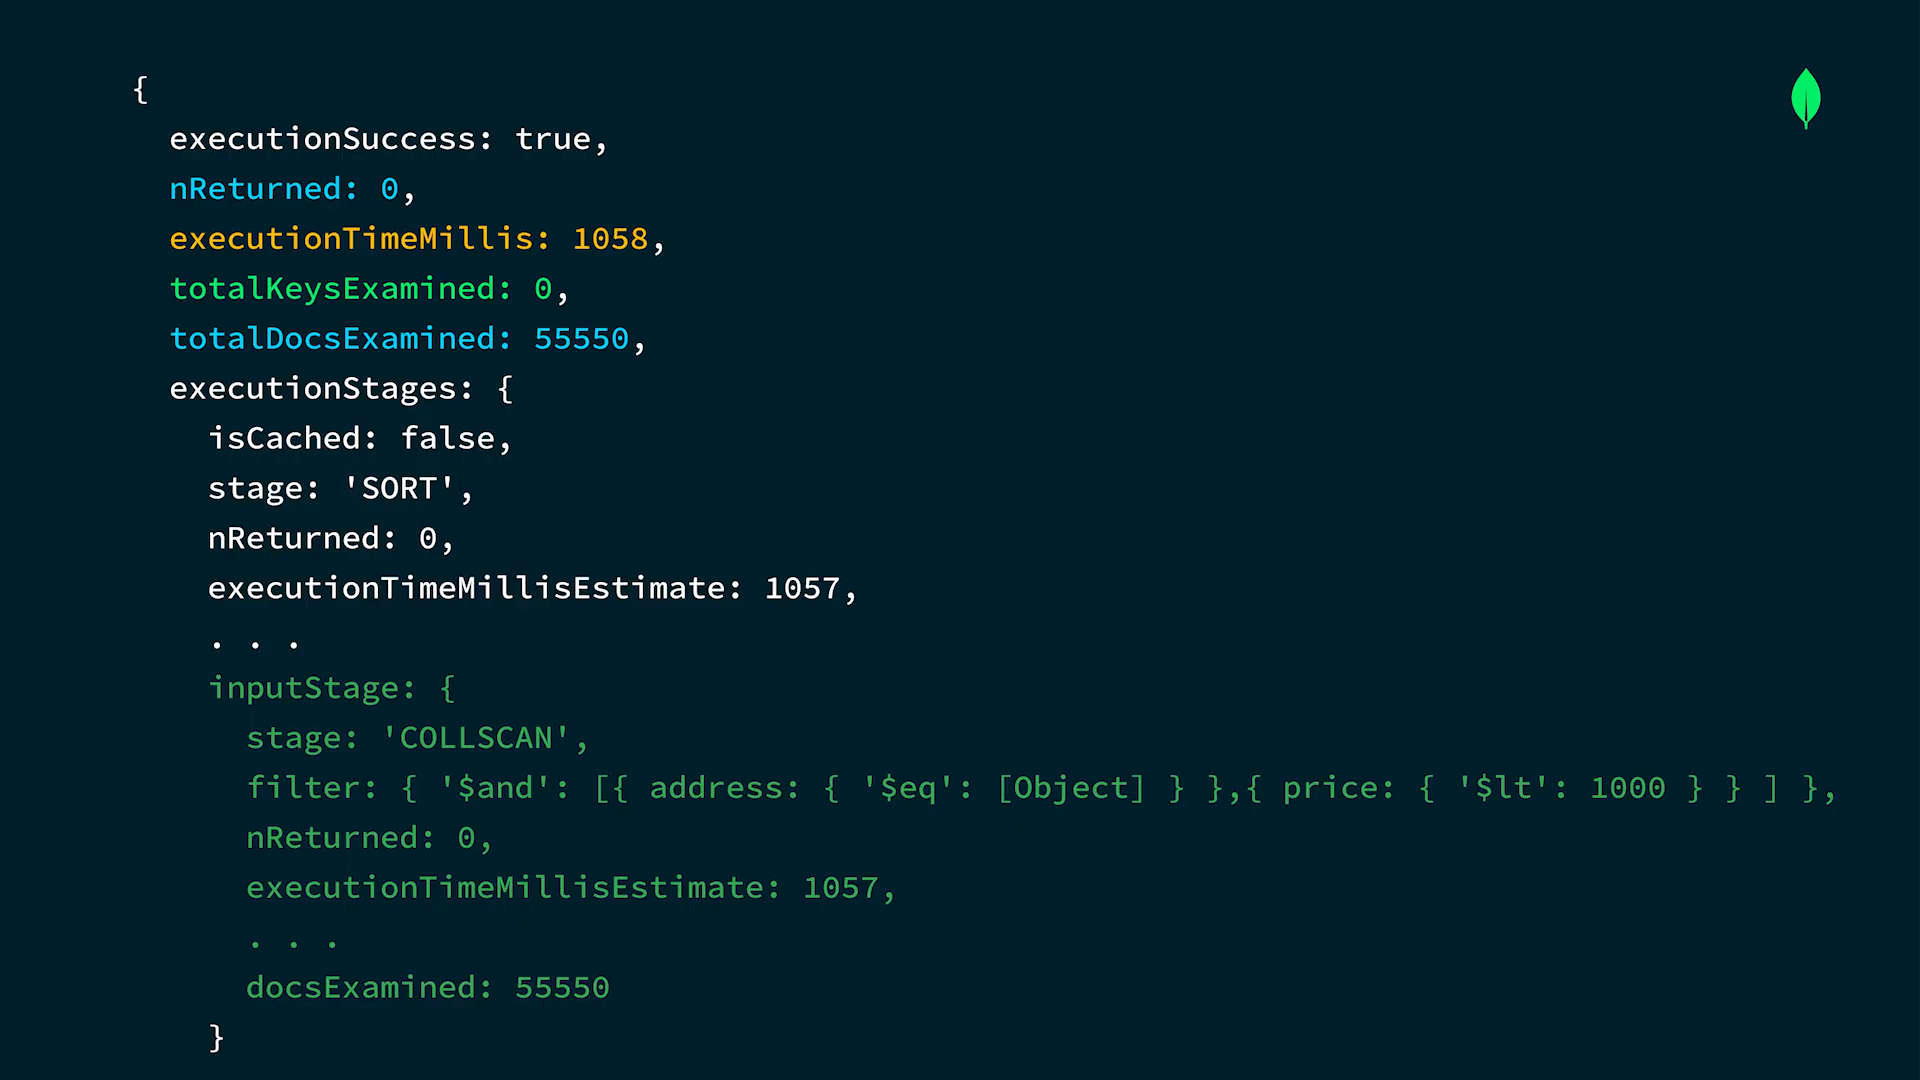 {
executionSuccess: true,
nReturned: 0,
executionTimeMillis: 1058,
totalKeysExamined: 0,
totalDocsExamined: 55550,
executionStages: {
isCached: false,
stage: 'SORT',
nReturned: 0,
executionTimeMillisEstimate: 1057,
. . .
inputStage: {
stage: 'COLLSCAN',
filter: { '$and': [{ address: { '$eq': [Object] } },{ price: { '$lt': 1000 } } ] },
nReturned: 0,
executionTimeMillisEstimate: 1057,
. . .
docsExamined: 55550
}